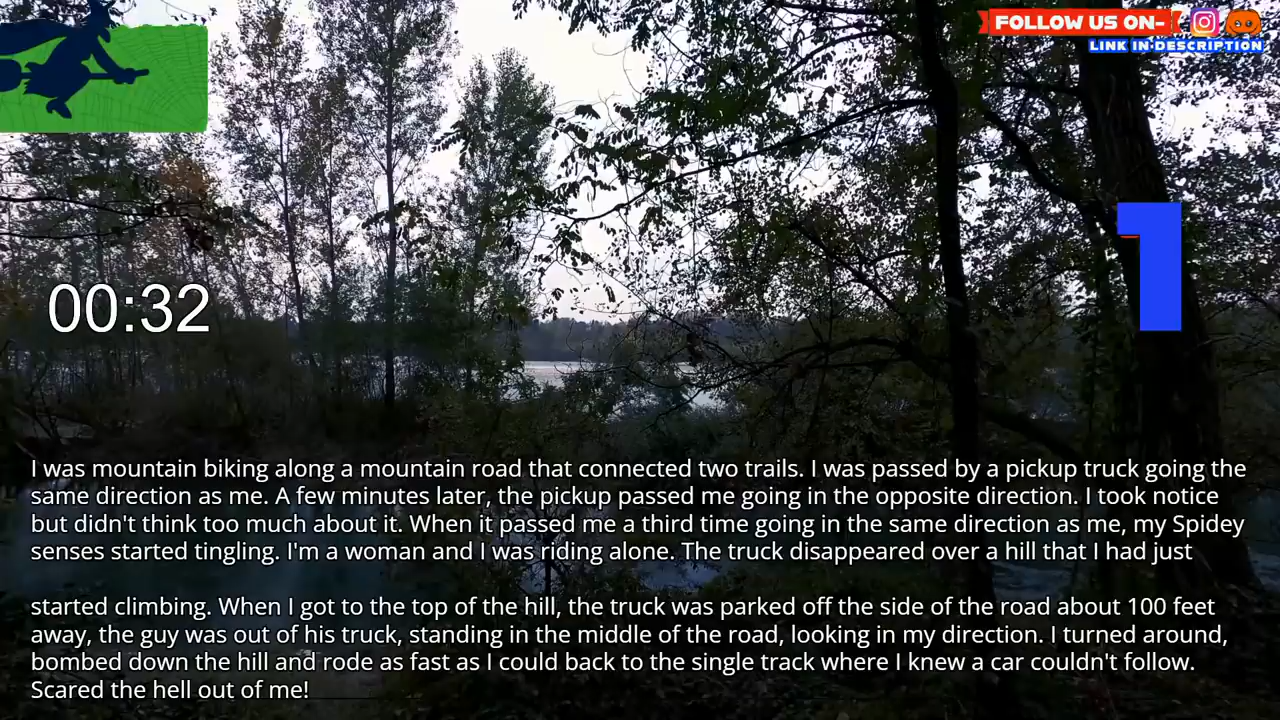 FOLLOW US ON-
LINK IN DESCRIPTION
1
00:32
I was mountain biking along a mountain road that connected two trails. I was passed by a pickup truck going the
same direction as me. A few minutes later, the pickup passed me going in the opposite direction. I took notice
but didn't think too much about it. When it passed me a third time going in the same direction as me, my Spidey
senses started tingling. I'm a woman and I was riding alone. The truck disappeared over a hill that I had just
started climbing. When I got to the top of the hill, the truck was parked off the side of the road about 100 feet
away, the guy was out of his truck, standing in the middle of the road, looking in my direction. I turned around,
bombed down the hill and rode as fast as I could back to the single track where I knew a car couldn't follow.
Scared the hell out of me!